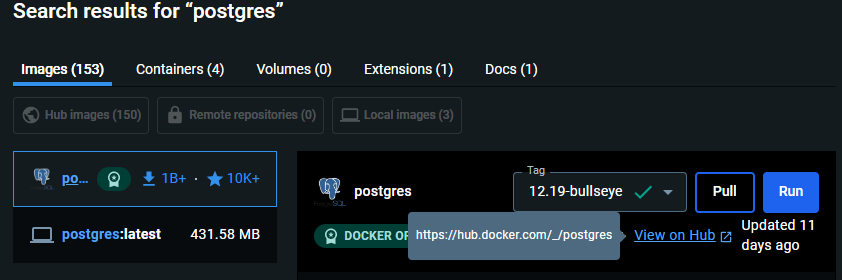 Search results for “postgres”
Images (153) Containers (4) Volumes (0) Extensions (1) Docs (1)
Hub images (150) Remote repositories (0) Local images (3)
po... 1B+ · 10K+
postgres:latest 431.58 MB
postgres
Tag
12.19-bullseye
Pull
Run
DOCKER OF
https://hub.docker.com/_/postgres
View on Hub
Updated 11
days ago